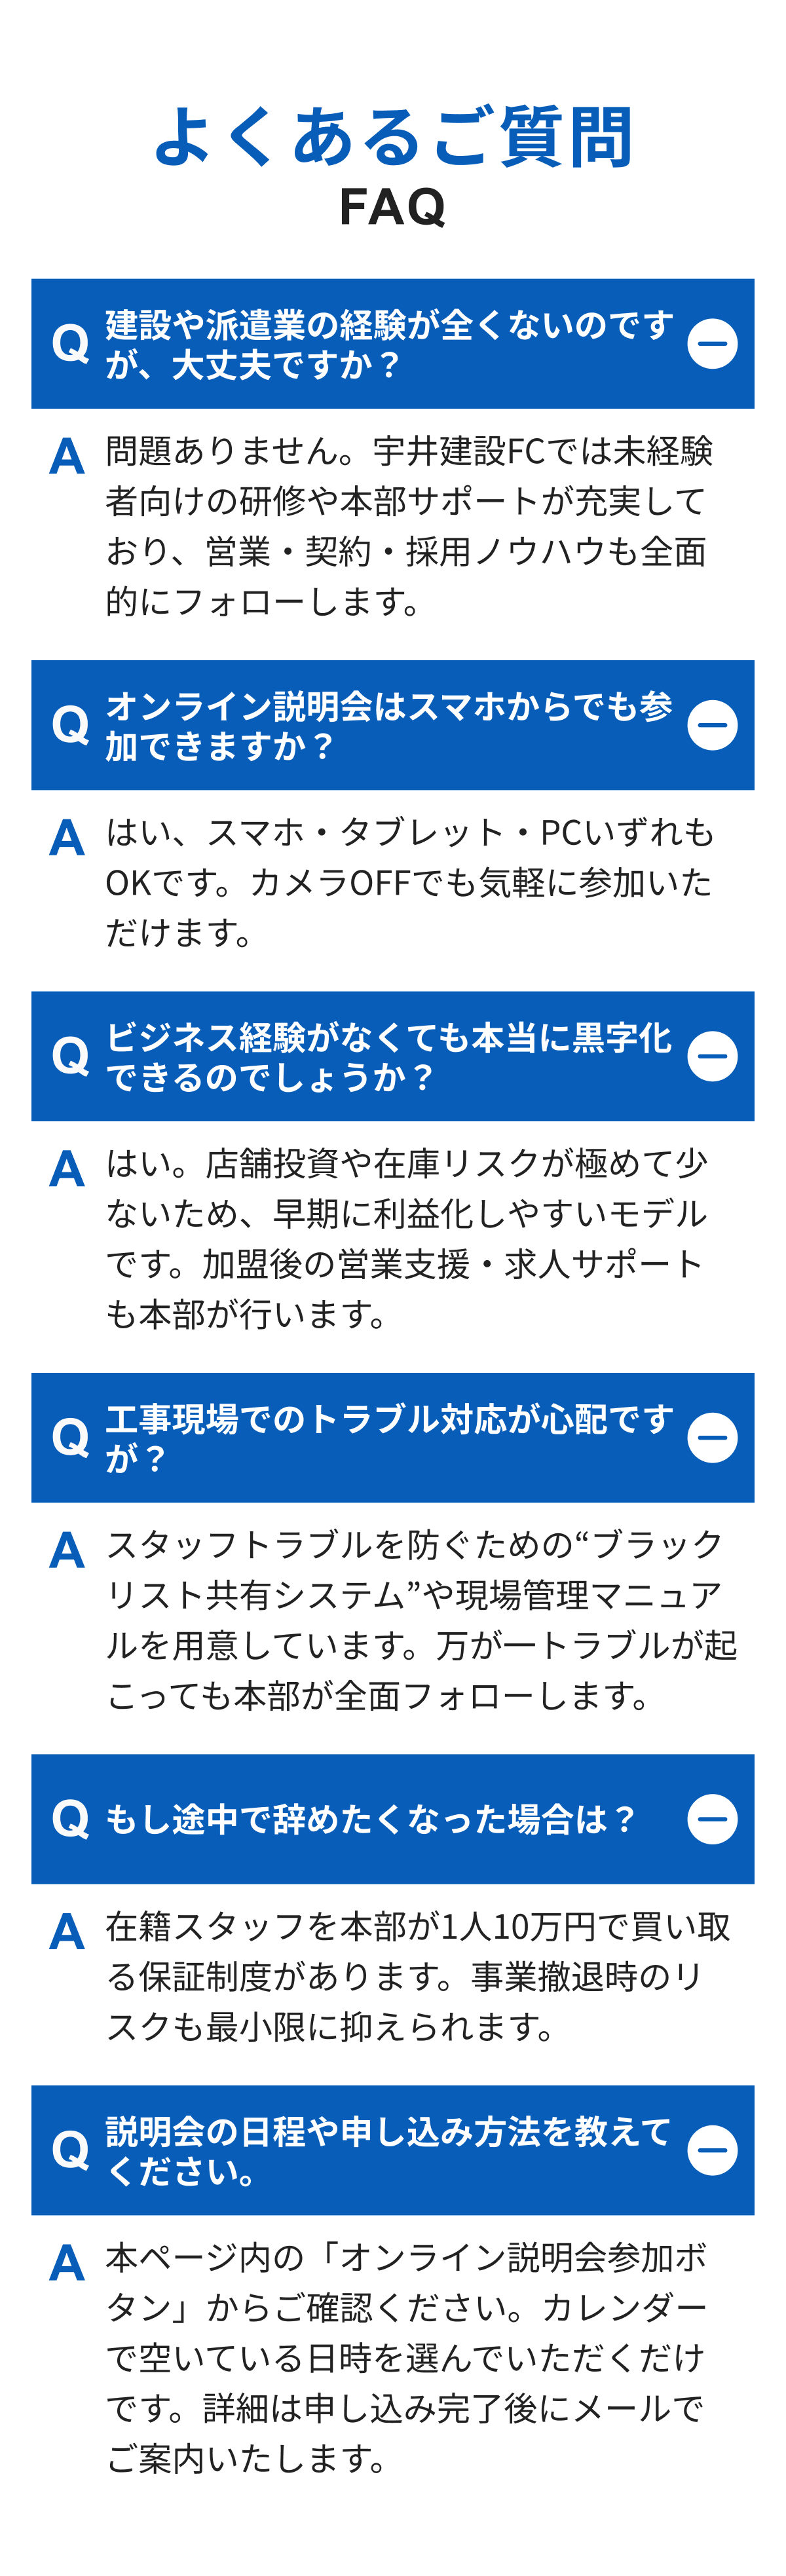 よくあるご質問
FAQ
Q 建設や派遣業の経験が全くないのです
が、大丈夫ですか？
A 問題ありません。宇井建設FCでは未経験
者向けの研修や本部サポートが充実して
おり、営業・契約・採用ノウハウも全面
的にフォローします。
Q オンライン説明会はスマホからでも参
加できますか？
A はい、スマホ・タブレット・PCいずれも
OKです。カメラOFFでも気軽に参加いた
だけます。
Q ビジネス経験がなくても本当に黒字化
できるのでしょうか？
A はい。店舗投資や在庫リスクが極めて少
ないため、早期に利益化しやすいモデル
です。加盟後の営業支援・求人サポート
も本部が行います。
Q 工事現場でのトラブル対応が心配です
が？
A スタッフトラブルを防ぐための“ブラック
リスト共有システム”や現場管理マニュア
ルを用意しています。万が一トラブルが起
こっても本部が全面フォローします。
Q もし途中で辞めたくなった場合は？
A 在籍スタッフを本部が1人10万円で買い取
る保証制度があります。事業撤退時のリ
スクも最小限に抑えられます。
Q 説明会の日程や申し込み方法を教えて
ください。
A 本ページ内の「オンライン説明会参加ボ
タン」からご確認ください。カレンダー
で空いている日時を選んでいただくだけ
です。詳細は申し込み完了後にメールで
ご案内いたします。